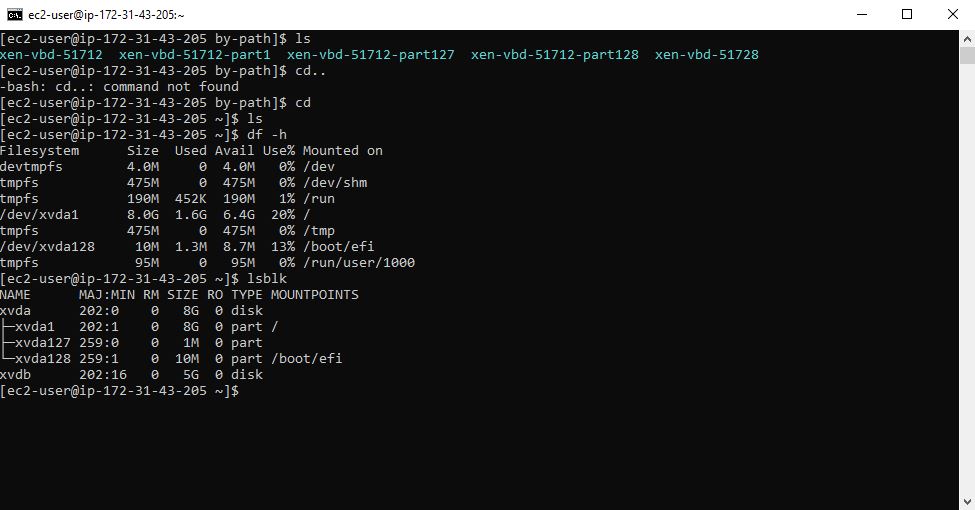 ec2-user@ip-172-31-43-205:~
[ec2-user@ip-172-31-43-205 by-path]$ ls
xen-vbd-51712  xen-vbd-51712-part1  xen-vbd-51712-part127  xen-vbd-51712-part128  xen-vbd-51728
[ec2-user@ip-172-31-43-205 by-path]$ cd..
-bash: cd..: command not found
[ec2-user@ip-172-31-43-205 by-path]$ cd
[ec2-user@ip-172-31-43-205 ~]$ ls
[ec2-user@ip-172-31-43-205 ~]$ df -h
Filesystem      Size  Used Avail Use% Mounted on
devtmpfs        4.0M     0  4.0M   0% /dev
tmpfs           475M     0  475M   0% /dev/shm
tmpfs           190M  452K  190M   1% /run
/dev/xvda1      8.0G  1.6G  6.4G  20% /
tmpfs           475M     0  475M   0% /tmp
/dev/xvda128     10M  1.3M  8.7M  13% /boot/efi
tmpfs            95M     0   95M   0% /run/user/1000
[ec2-user@ip-172-31-43-205 ~]$ lsblk
NAME      MAJ:MIN RM SIZE RO TYPE MOUNTPOINTS
xvda      202:0    0   8G  0 disk
├─xvda1   202:1    0   8G  0 part /
├─xvda127 259:0    0   1M  0 part
└─xvda128 259:1    0  10M  0 part /boot/efi
xvdb      202:16   0   5G  0 disk
[ec2-user@ip-172-31-43-205 ~]$